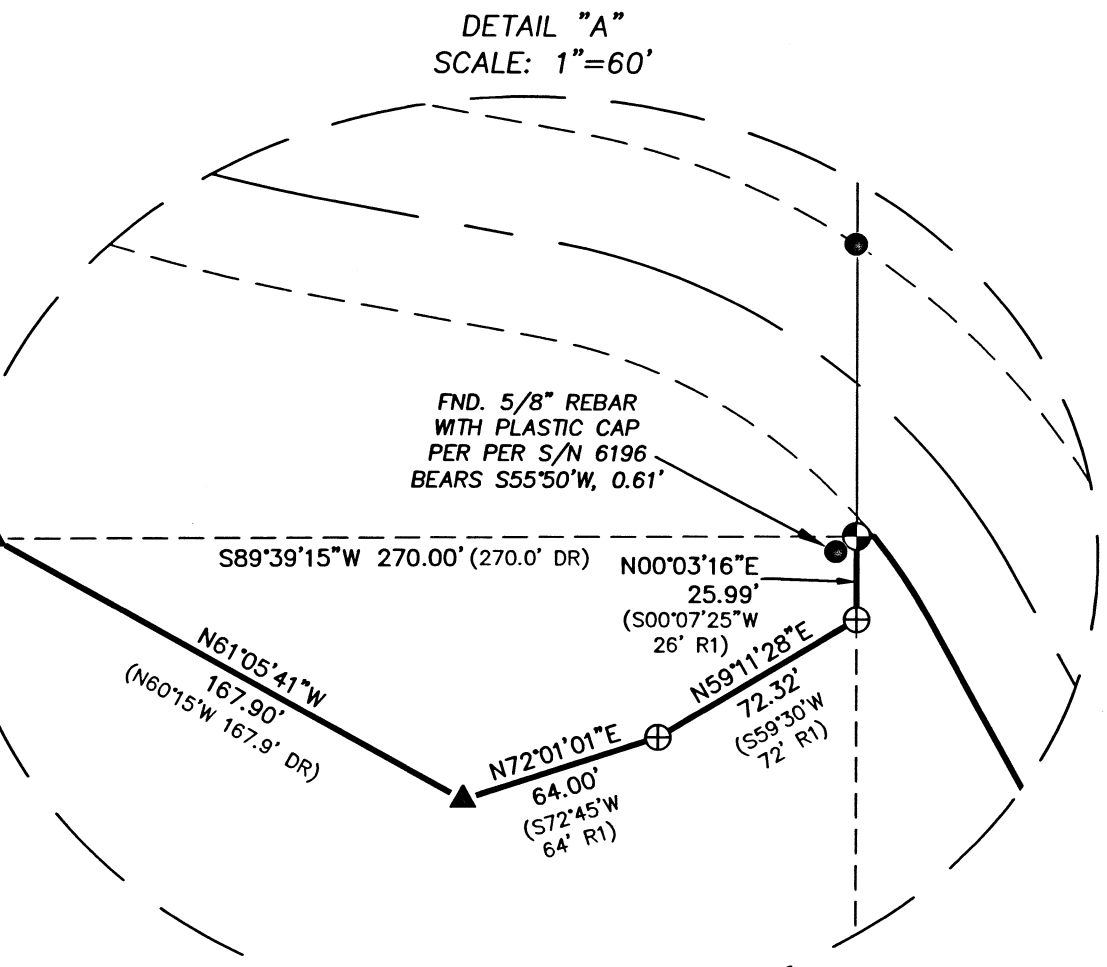 DETAIL "A"
SCALE: 1"=60'
FND. 5/8" REBAR
WITH PLASTIC CAP
PER PER S/N 6196
BEARS S55°50'W, 0.61'
S89°39'15"W 270.00' (270.0' DR)
N00°03'16"E
25.99'
(S00°07'25"W
26' R1)
N61°05'41"W
167.90'
(N60°15'W 167.9' DR)
N59°11'28"E
72.32'
(S59°30'W
72' R1)
N72°01'01"E
64.00'
(S72°45'W
64' R1)